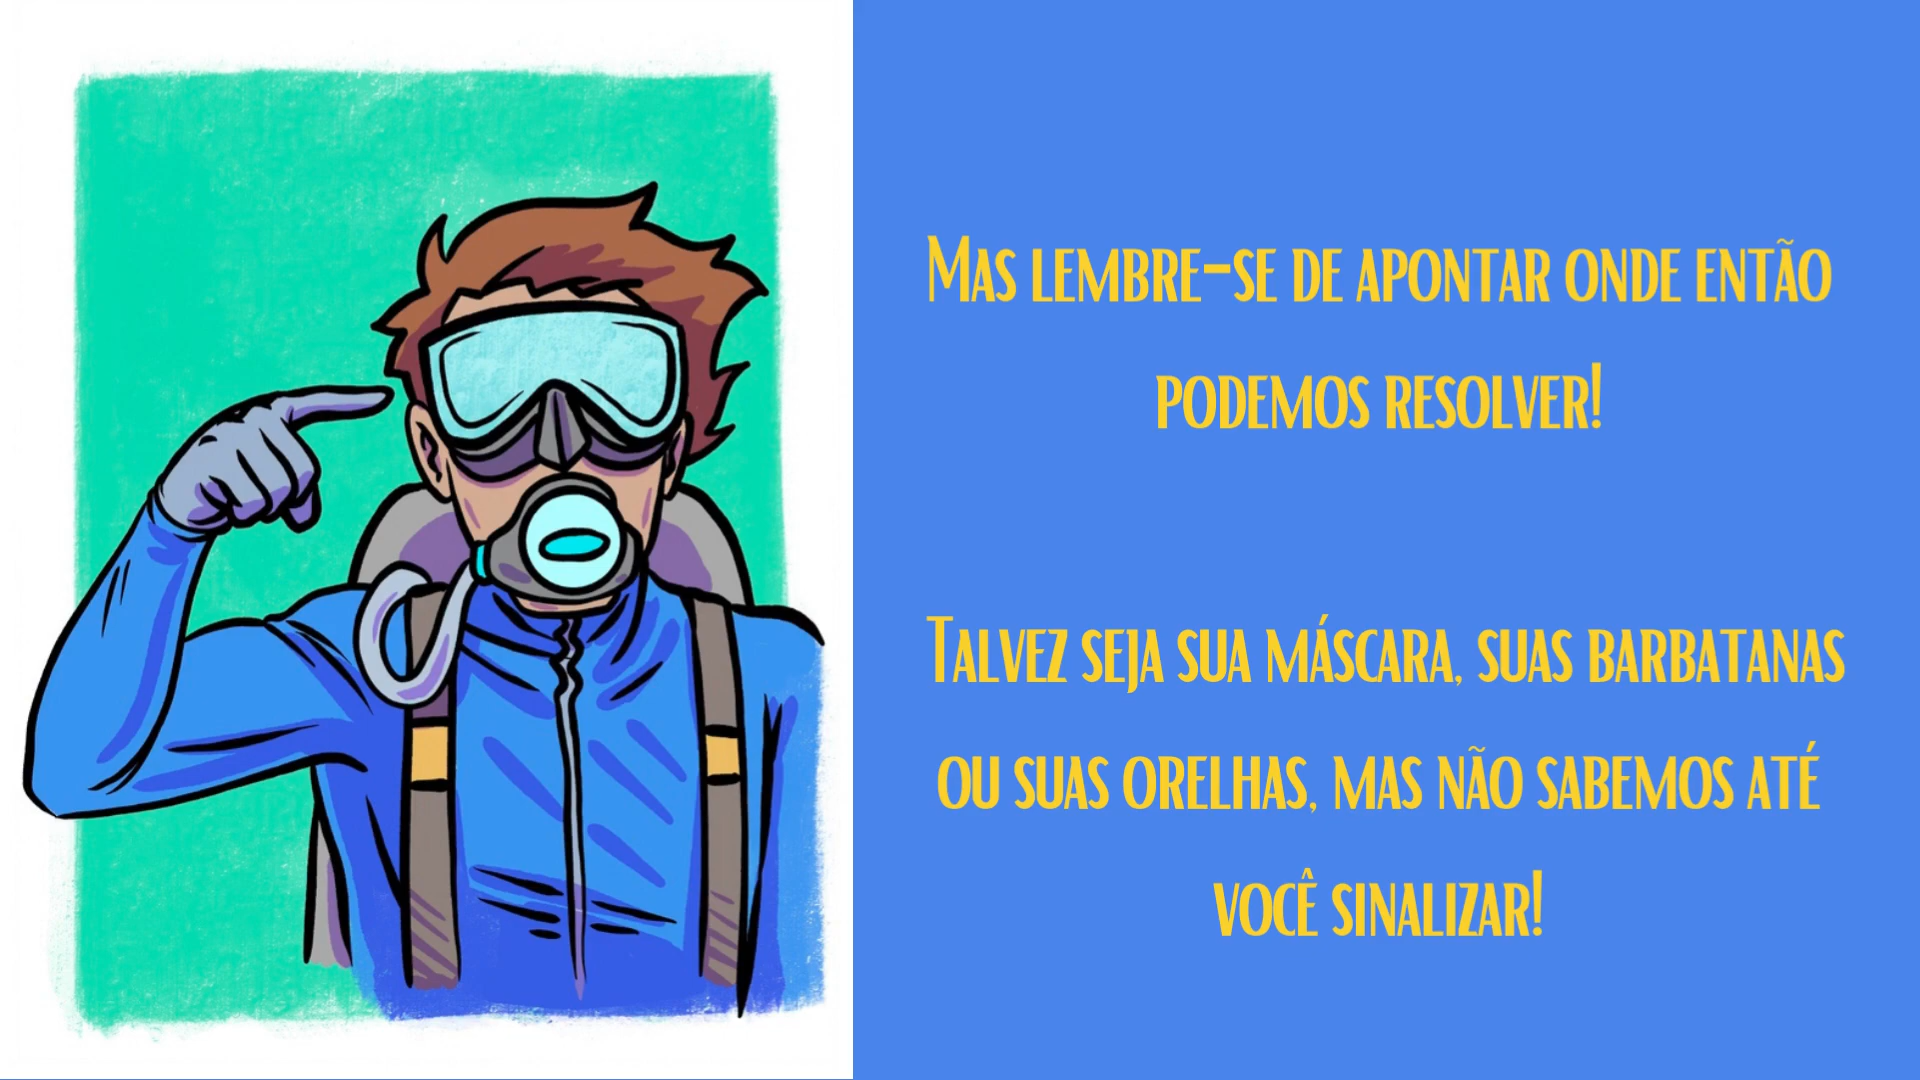 Mas lembre-se de apontar onde então
podemos resolver!
Talvez seja sua máscara, suas barbatanas
ou suas orelhas, mas não sabemos até
você sinalizar!